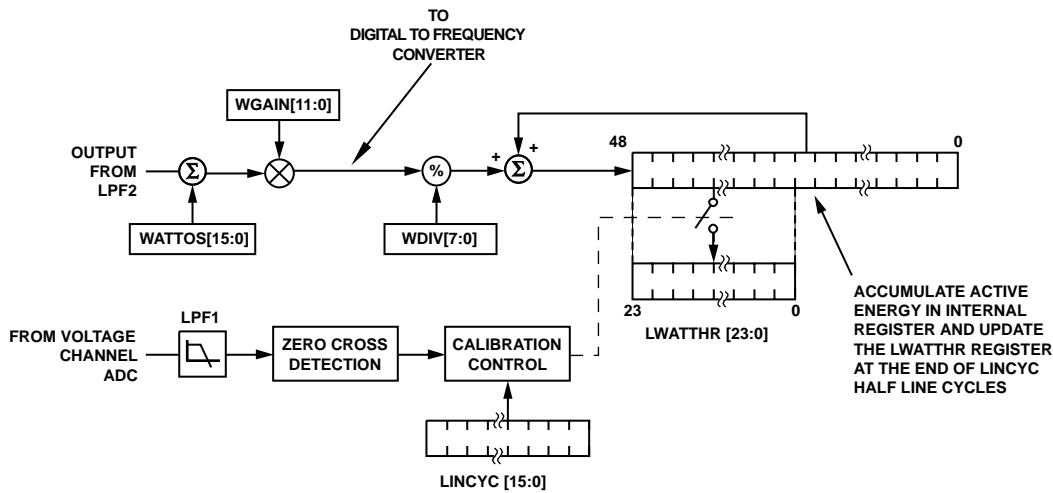 TO
DIGITAL TO FREQUENCY
CONVERTER
WGAIN[11:0]
OUTPUT
FROM
LPF2
Σ
%
+
+
Σ
48
0
WATTOS[15:0]
WDIV[7:0]
23
0
LWATTHR [23:0]
ACCUMULATE ACTIVE
ENERGY IN INTERNAL
REGISTER AND UPDATE
THE LWATTHR REGISTER
AT THE END OF LINCYC
HALF LINE CYCLES
FROM VOLTAGE
CHANNEL
ADC
LPF1
ZERO CROSS
DETECTION
CALIBRATION
CONTROL
LINCYC [15:0]